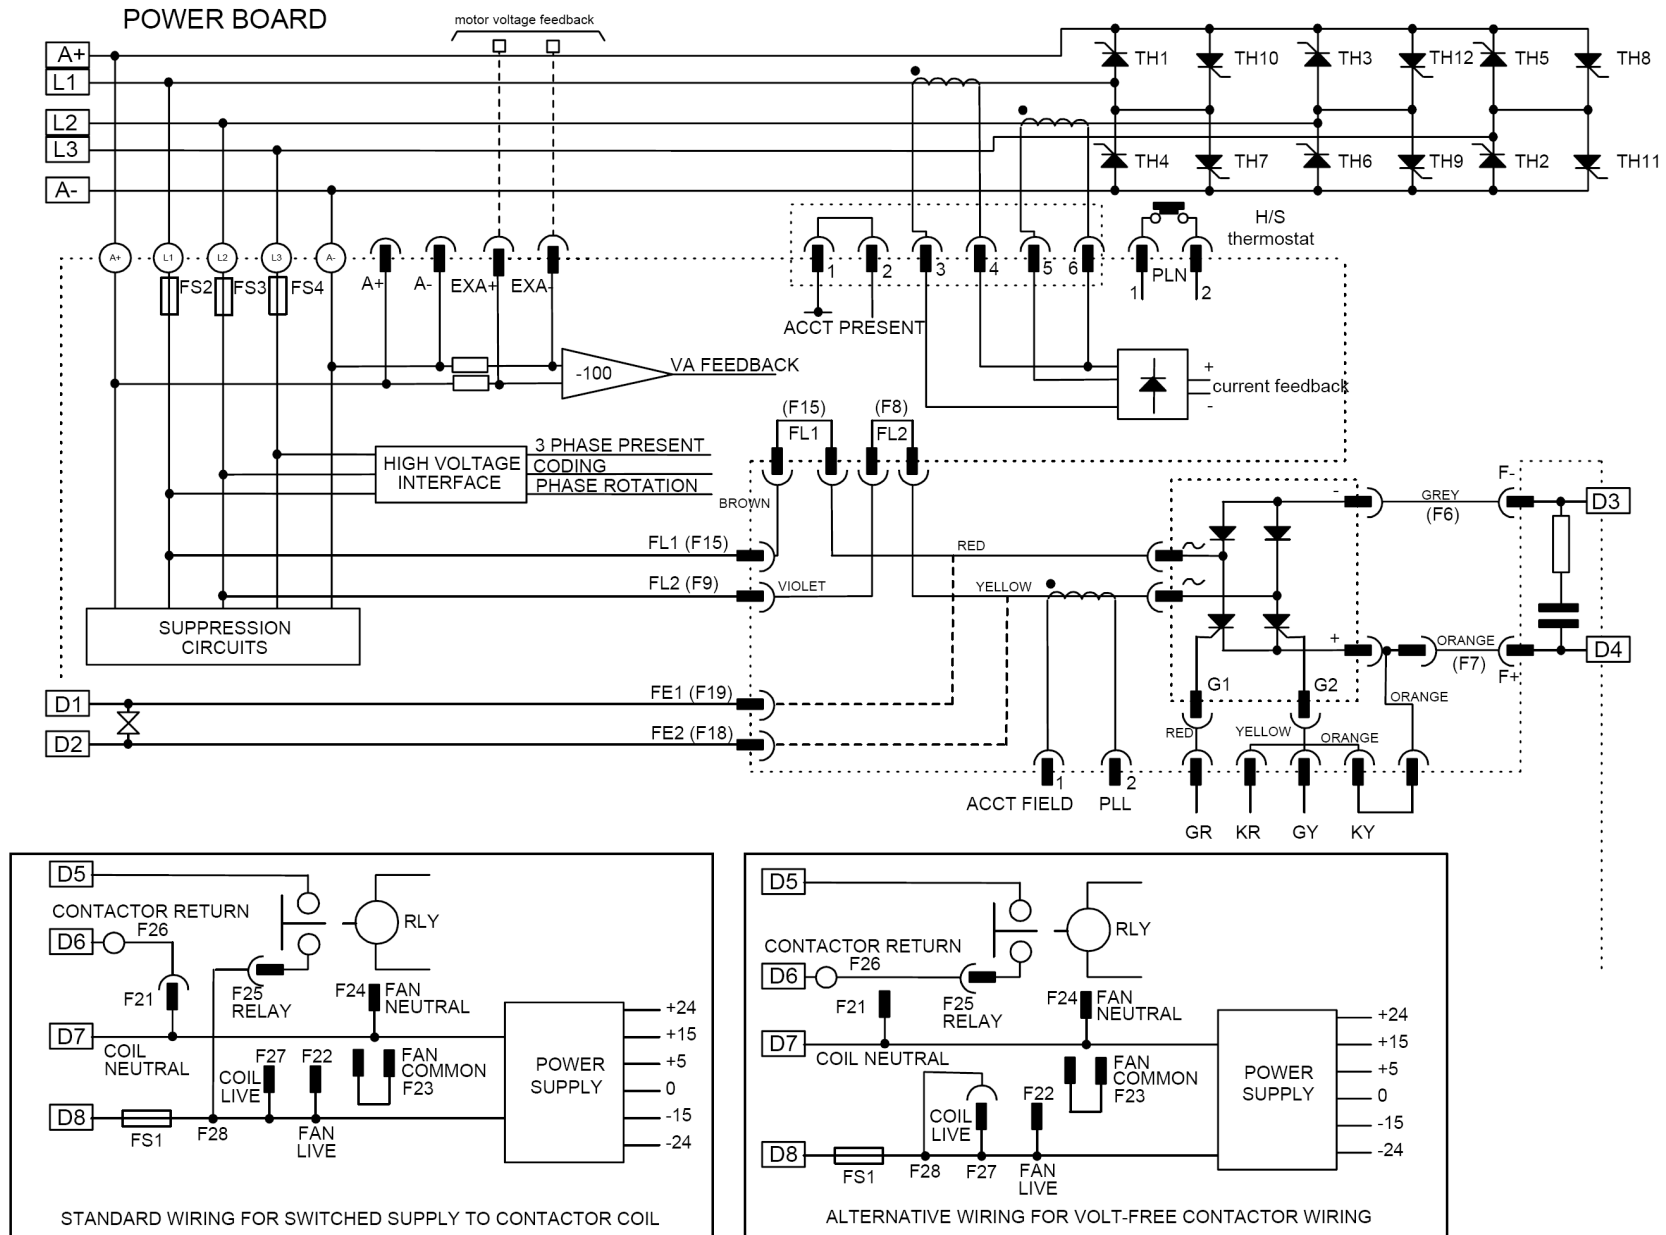 POWER BOARD
motor voltage feedback
A+
L1
L2
L3
A-
TH1
TH10
TH3
TH12
TH5
TH8
TH4
TH7
TH6
TH9
TH2
TH11
H/S
thermostat
A+
L1
L2
L3
A-
FS2
FS3
FS4
A+
A-
EXA+
EXA-
1
2
3
4
5
6
1
PLN
2
ACCT PRESENT
-100
VA FEEDBACK
+
current feedback
-
(F15)
FL1
(F8)
FL2
HIGH VOLTAGE
INTERFACE
3 PHASE PRESENT
CODING
PHASE ROTATION
BROWN
FL1 (F15)
RED
FL2 (F9)
VIOLET
YELLOW
-
GREY
(F6)
F-
D3
+
ORANGE
(F7)
F+
D4
SUPPRESSION
CIRCUITS
G1
G2
ORANGE
D1
FE1 (F19)
D2
FE2 (F18)
RED
YELLOW
ORANGE
1
2
ACCT FIELD
PLL
GR
KR
GY
KY
D5
CONTACTOR RETURN
D6
F26
RLY
F21
F25
RELAY
F24
FAN
NEUTRAL
D7
COIL
NEUTRAL
F27
F22
COIL
LIVE
FAN
COMMON
F23
D8
FS1
F28
FAN
LIVE
POWER
SUPPLY
+24
+15
+5
0
-15
-24
STANDARD WIRING FOR SWITCHED SUPPLY TO CONTACTOR COIL
D5
CONTACTOR RETURN
D6
F26
RLY
F21
F25
RELAY
F24
FAN
NEUTRAL
D7
COIL NEUTRAL
FAN
COMMON
F23
F22
COIL
LIVE
D8
FS1
F28
F27
FAN
LIVE
POWER
SUPPLY
+24
+15
+5
0
-15
-24
ALTERNATIVE WIRING FOR VOLT-FREE CONTACTOR WIRING